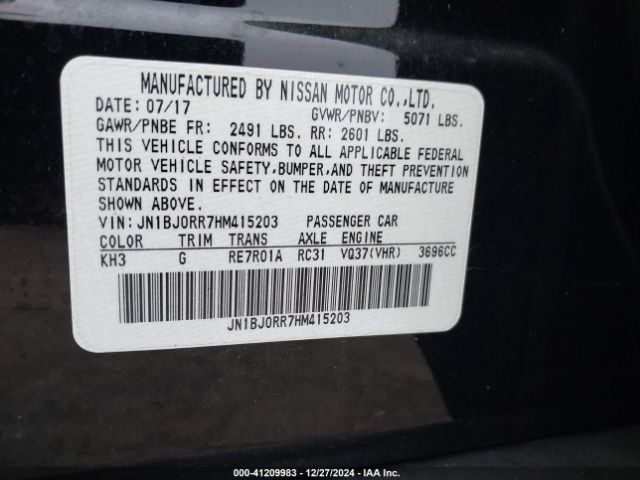 MANUFACTURED BY NISSAN MOTOR CO.,LTD.
DATE: 07/17 GVWR/PNBV: 5071 LBS.
GAWR/PNBE FR: 2491 LBS. RR: 2601 LBS.
THIS VEHICLE CONFORMS TO ALL APPLICABLE FEDERAL
MOTOR VEHICLE SAFETY,BUMPER,AND THEFT PREVENTION
STANDARDS IN EFFECT ON THE DATE OF MANUFACTURE
SHOWN ABOVE.
VIN: JN1BJ0RR7HM415203 PASSENGER CAR
COLOR TRIM TRANS AXLE ENGINE
KH3 G RE7R01A RC31 VQ37(VHR) 3696CC
JN1BJ0RR7HM415203
000-41209983 - 12/27/2024 - IAA Inc.